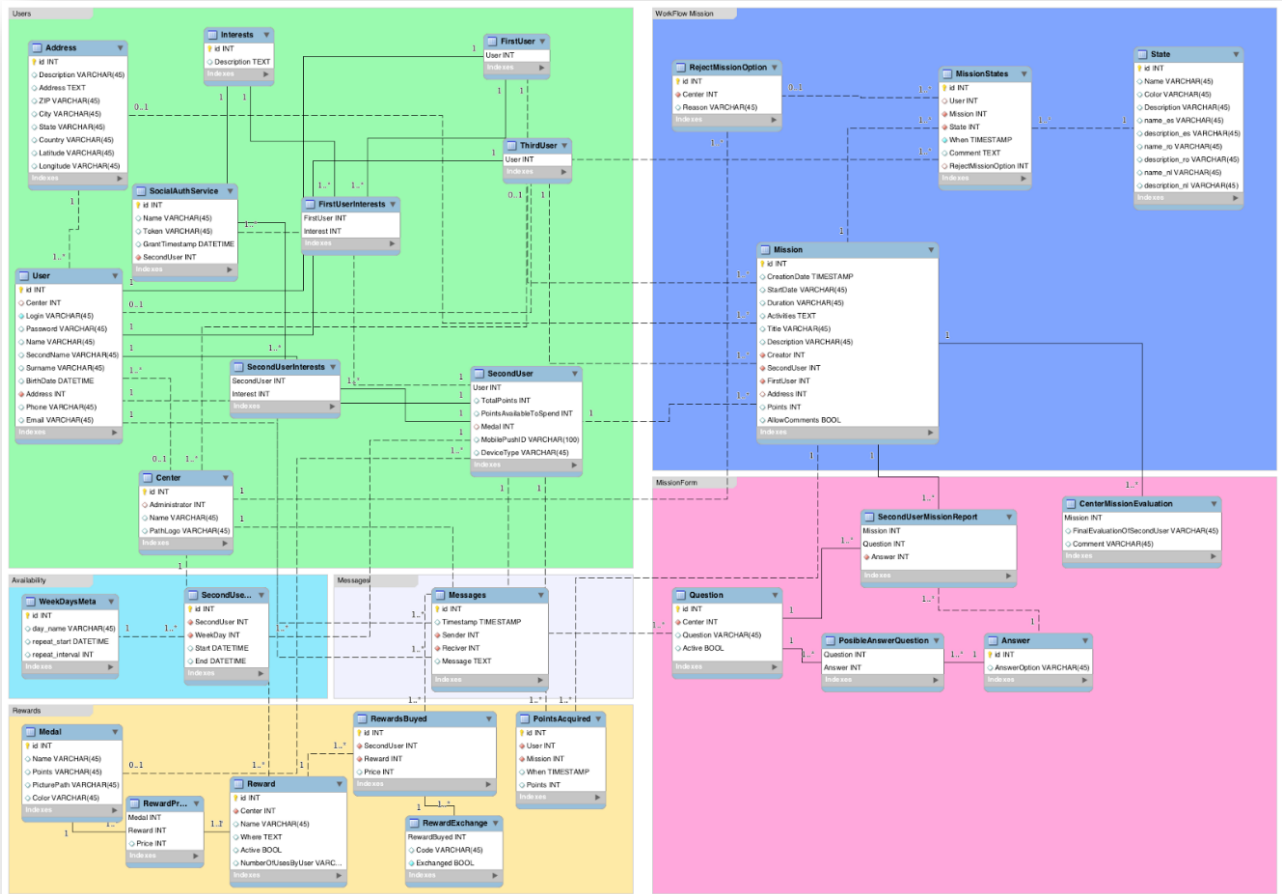 Users
Address
id INT
Description VARCHAR(45)
Address TEXT
ZIP VARCHAR(45)
City VARCHAR(45)
State VARCHAR(45)
Country VARCHAR(45)
Latitude VARCHAR(45)
Longitude VARCHAR(45)
Indexes
Interests
id INT
Description TEXT
Indexes
FirstUser
User INT
Indexes
ThirdUser
User INT
Indexes
SocialAuthService
id INT
Name VARCHAR(45)
Token VARCHAR(45)
GrantTimestamp DATETIME
SecondUser INT
Indexes
FirstUserInterests
FirstUser INT
Interest INT
Indexes
User
id INT
Center INT
Login VARCHAR(45)
Password VARCHAR(45)
Name VARCHAR(45)
SecondName VARCHAR(45)
Surname VARCHAR(45)
BirthDate DATETIME
Address INT
Phone VARCHAR(45)
Email VARCHAR(45)
Indexes
SecondUserInterests
SecondUser INT
Interest INT
Indexes
SecondUser
User INT
TotalPoints INT
PointsAvailableToSpend INT
Medal INT
MobilePushID VARCHAR(100)
DeviceType VARCHAR(45)
Indexes
Center
id INT
Administrator INT
Name VARCHAR(45)
PathLogo VARCHAR(45)
Indexes
WorkFlow Mission
RejectMissionOption
id INT
Center INT
Reason VARCHAR(45)
Indexes
MissionStates
id INT
User INT
Mission INT
State INT
When TIMESTAMP
Comment TEXT
RejectMissionOption INT
Indexes
State
id INT
Name VARCHAR(45)
Color VARCHAR(45)
Description VARCHAR(45)
name_es VARCHAR(45)
description_es VARCHAR(45)
name_ro VARCHAR(45)
description_ro VARCHAR(45)
name_nl VARCHAR(45)
description_nl VARCHAR(45)
Indexes
Mission
id INT
CreationDate TIMESTAMP
StartDate VARCHAR(45)
Duration VARCHAR(45)
Activities TEXT
Title VARCHAR(45)
Description VARCHAR(45)
Creator INT
SecondUser INT
FirstUser INT
Address INT
Points INT
AllowComments BOOL
Indexes
MissionForm
SecondUserMissionReport
Mission INT
Question INT
Answer INT
Indexes
CenterMissionEvaluation
Mission INT
FinalEvaluationOfSecondUser VARCHAR(45)
Comment VARCHAR(45)
Indexes
Question
id INT
Center INT
Question VARCHAR(45)
Active BOOL
Indexes
PosibleAnswerQuestion
Question INT
Answer INT
Indexes
Answer
id INT
AnswerOption VARCHAR(45)
Indexes
Availability
WeekDaysMeta
id INT
day_name VARCHAR(45)
repeat_start DATETIME
repeat_interval INT
Indexes
SecondUse...
id INT
SecondUser INT
WeekDay INT
Start DATETIME
End DATETIME
Indexes
Messages
Messages
id INT
Timestamp TIMESTAMP
Sender INT
Reciver INT
Message TEXT
Indexes
Rewards
Medal
id INT
Name VARCHAR(45)
Points VARCHAR(45)
PicturePath VARCHAR(45)
Color VARCHAR(45)
Indexes
RewardPr...
Medal INT
Reward INT
Price INT
Indexes
Reward
id INT
Center INT
Name VARCHAR(45)
Where TEXT
Active BOOL
NumberOfUsesByUser VARC...
Indexes
RewardsBuyed
id INT
SecondUser INT
Reward INT
Price INT
Indexes
RewardExchange
RewardBuyed INT
Code VARCHAR(45)
Exchanged BOOL
Indexes
PointsAcquired
id INT
User INT
Mission INT
When TIMESTAMP
Points INT
Indexes